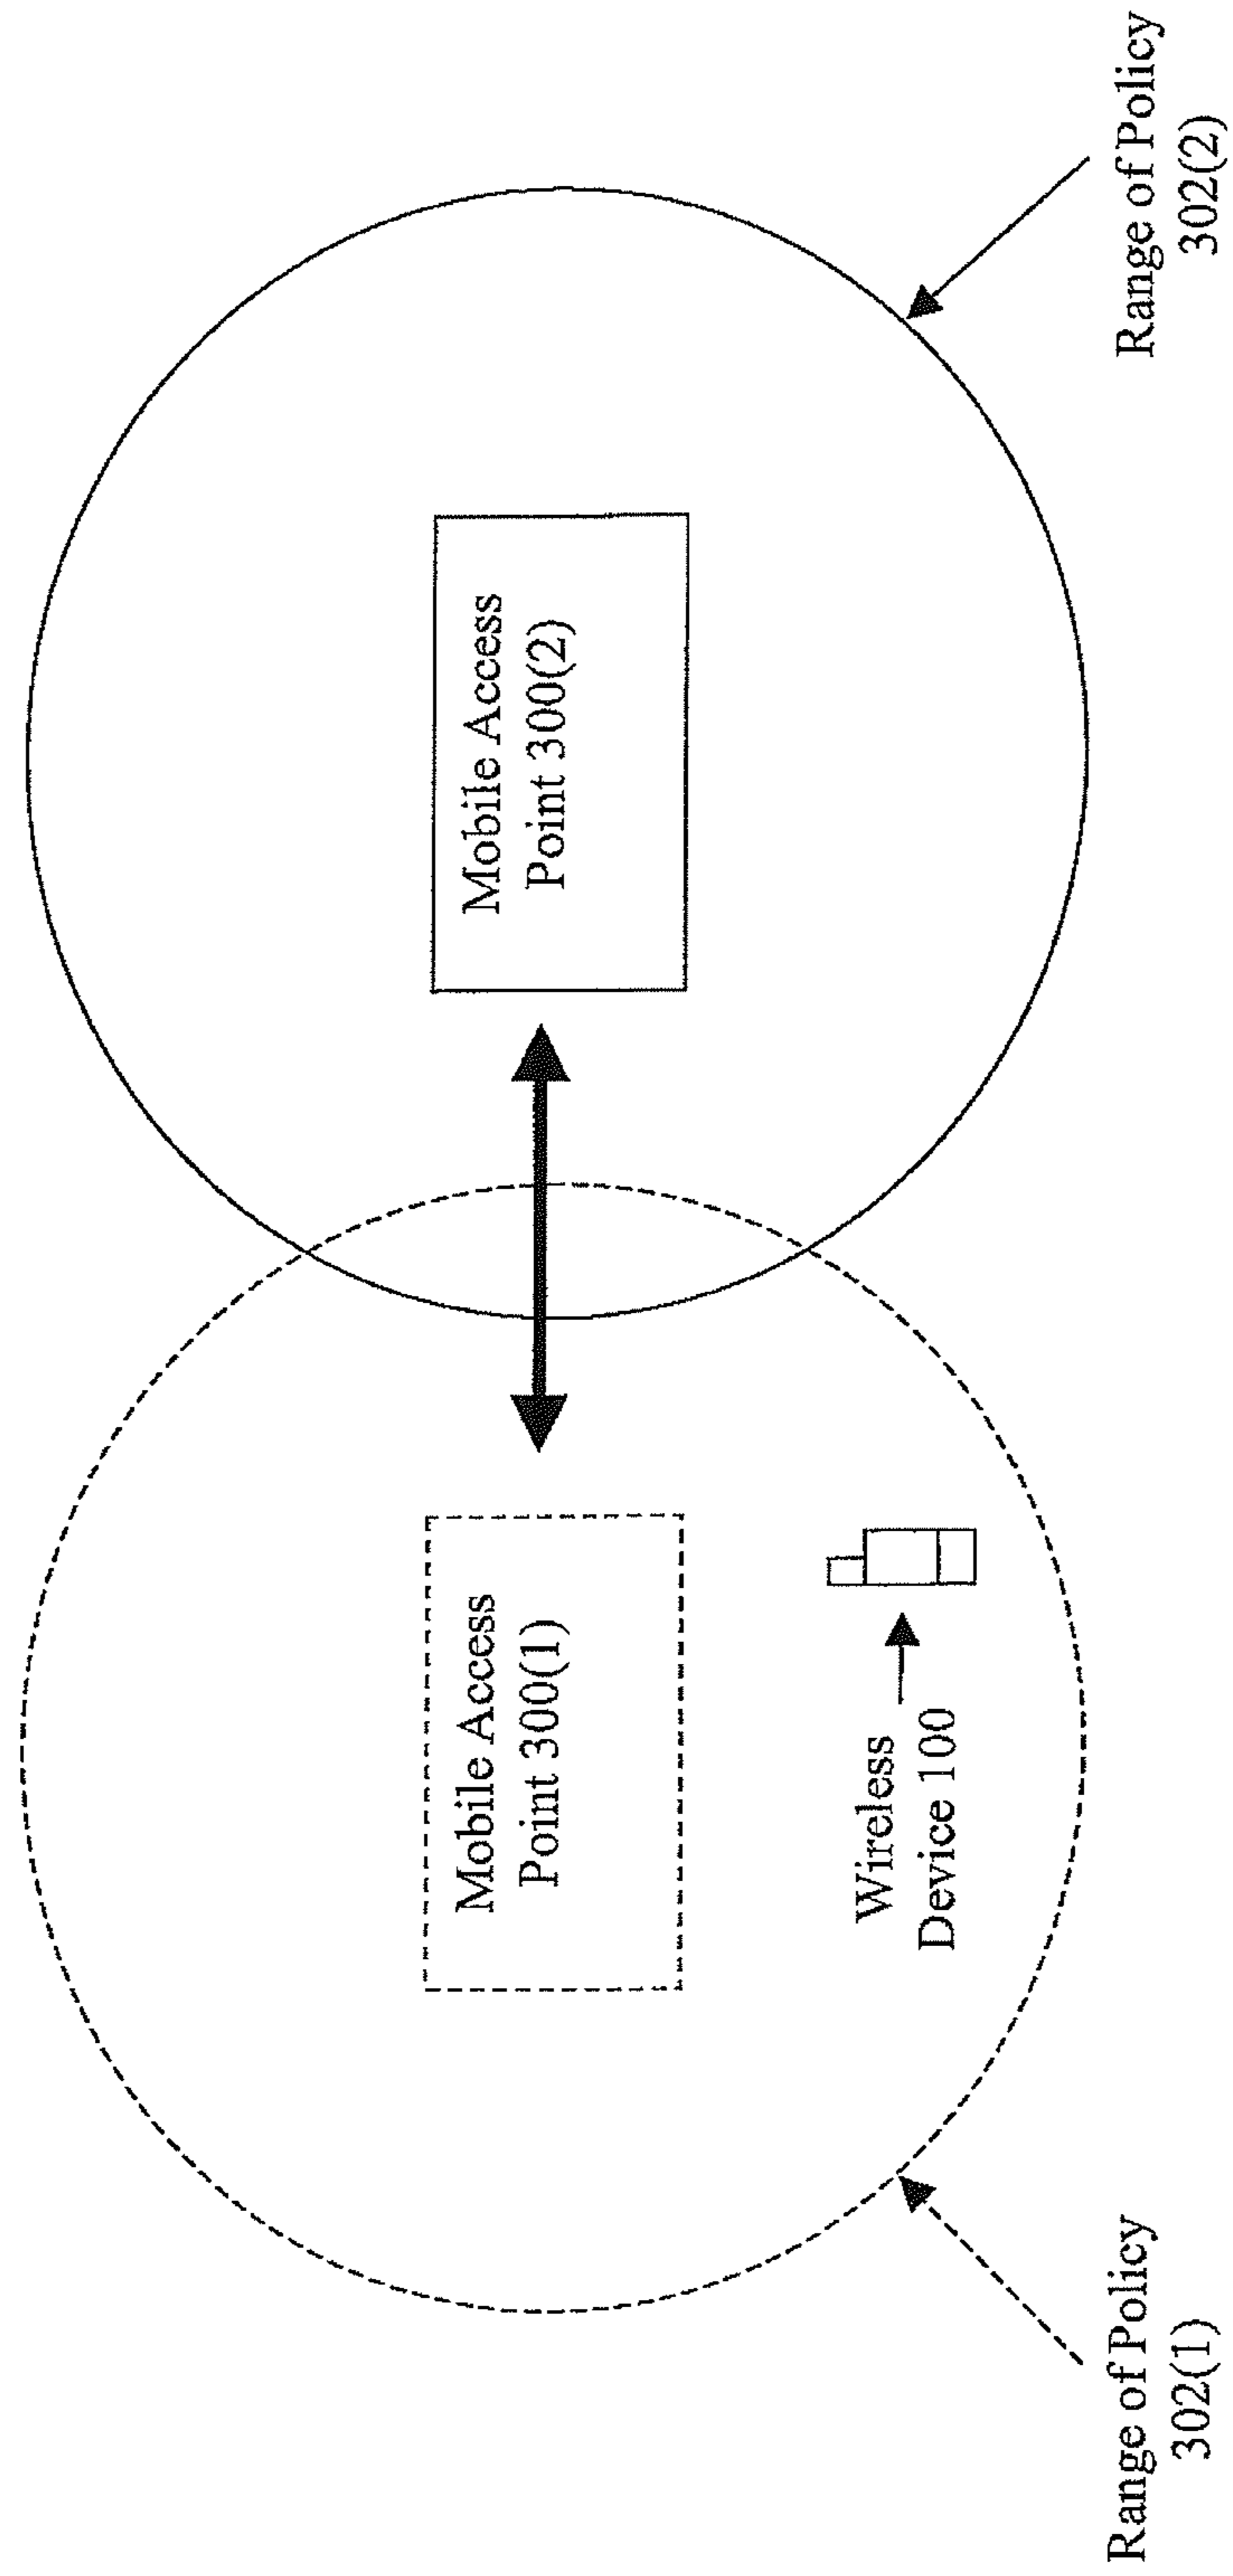 Mobile Access
Point 300(1)
Mobile Access
Point 300(2)
Wireless
Device 100
Range of Policy
302(1)
Range of Policy
302(2)